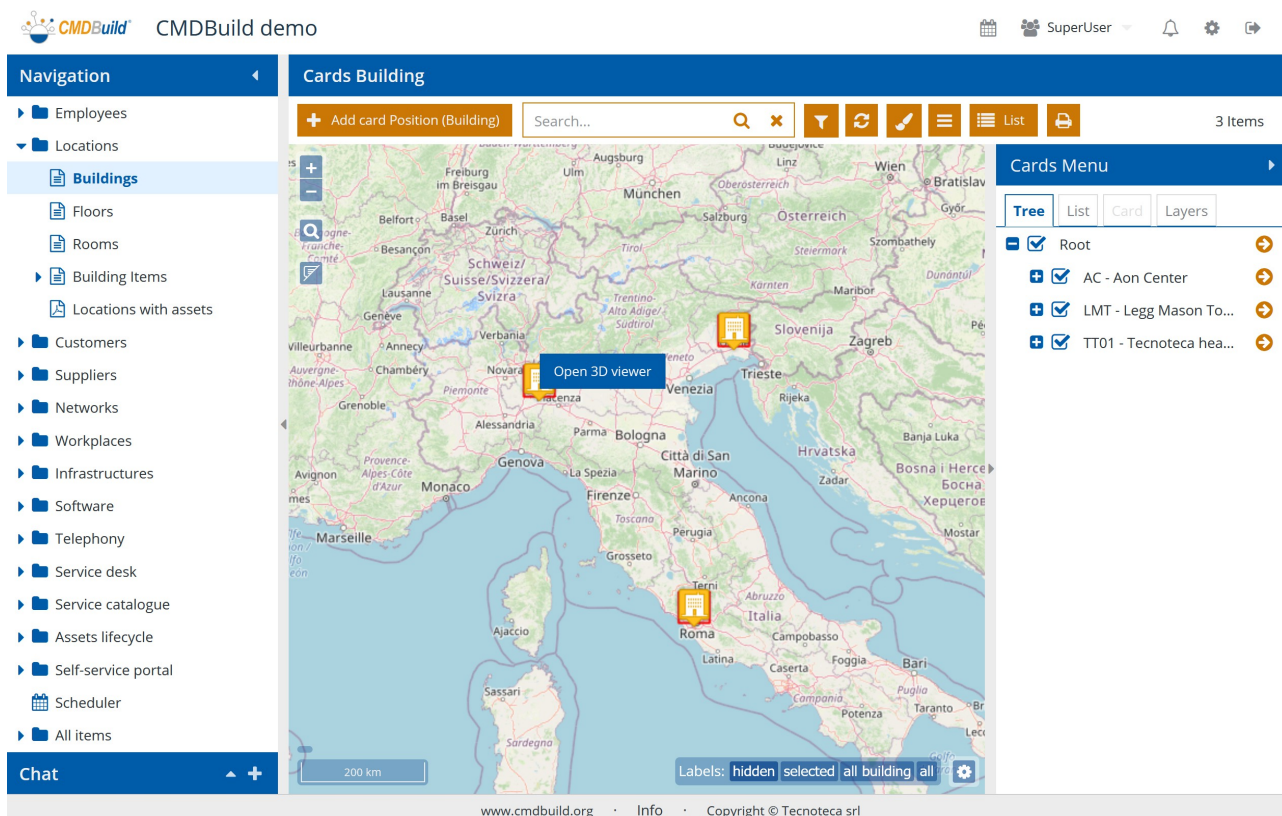 CMDBuild CMDBuild demo SuperUser
Navigation
Employees
Locations
Buildings
Floors
Rooms
Building Items
Locations with assets
Customers
Suppliers
Networks
Workplaces
Infrastructures
Software
Telephony
Service desk
Service catalogue
Assets lifecycle
Self-service portal
Scheduler
All items
Chat
Cards Building
Add card Position (Building) Search... List 3 Items
Augsburg
Linz
Freiburg
im Breisgau
Ulm
Wien
München
Oberösterreich
Bratislav
Belfort
Basel
Salzburg
Österreich
Győr
Zürich
Franche-
Comté
Besançon
Tirol
Steiermark
Szombathely
Schweiz/
Suisse/Svizzera/
Svizra
Dunántúl
Lausanne
Kärnten
Maribor
Trentino-
Alto Adige/
Südtirol
Genève
Slovenija
Verbania
Zagreb
Villeurbanne
Annecy
Open 3D viewer
Auvergne-
Rhône-Alpes
Chambéry
Novara
Trieste
Piemonte
Venezia
Rijeka
Grenoble
Alessandria
Parma
Bologna
Banja Luka
Provence-
Alpes-Côte
d'Azur
Genova
Città di San
Marino
Hrvatska
Avignon
La Spezia
Bosna i Herce
Босна
Херцегов
Monaco
Zadar
Firenze
Ancona
Marseille
Toscana
Perugia
Mostar
Grosseto
Terni
Abruzzo
Italia
Ajaccio
Roma
Campobasso
Latina
Caserta
Foggia
Bari
Sassari
Campania
Puglia
Potenza
Taranto
Sardegna
200 km
Labels: hidden selected all building all
Cards Menu
Tree List Card Layers
Root
AC - Aon Center
LMT - Legg Mason To...
TT01 - Tecnoteca hea...
www.cmdbuild.org · Info · Copyright © Tecnoteca srl